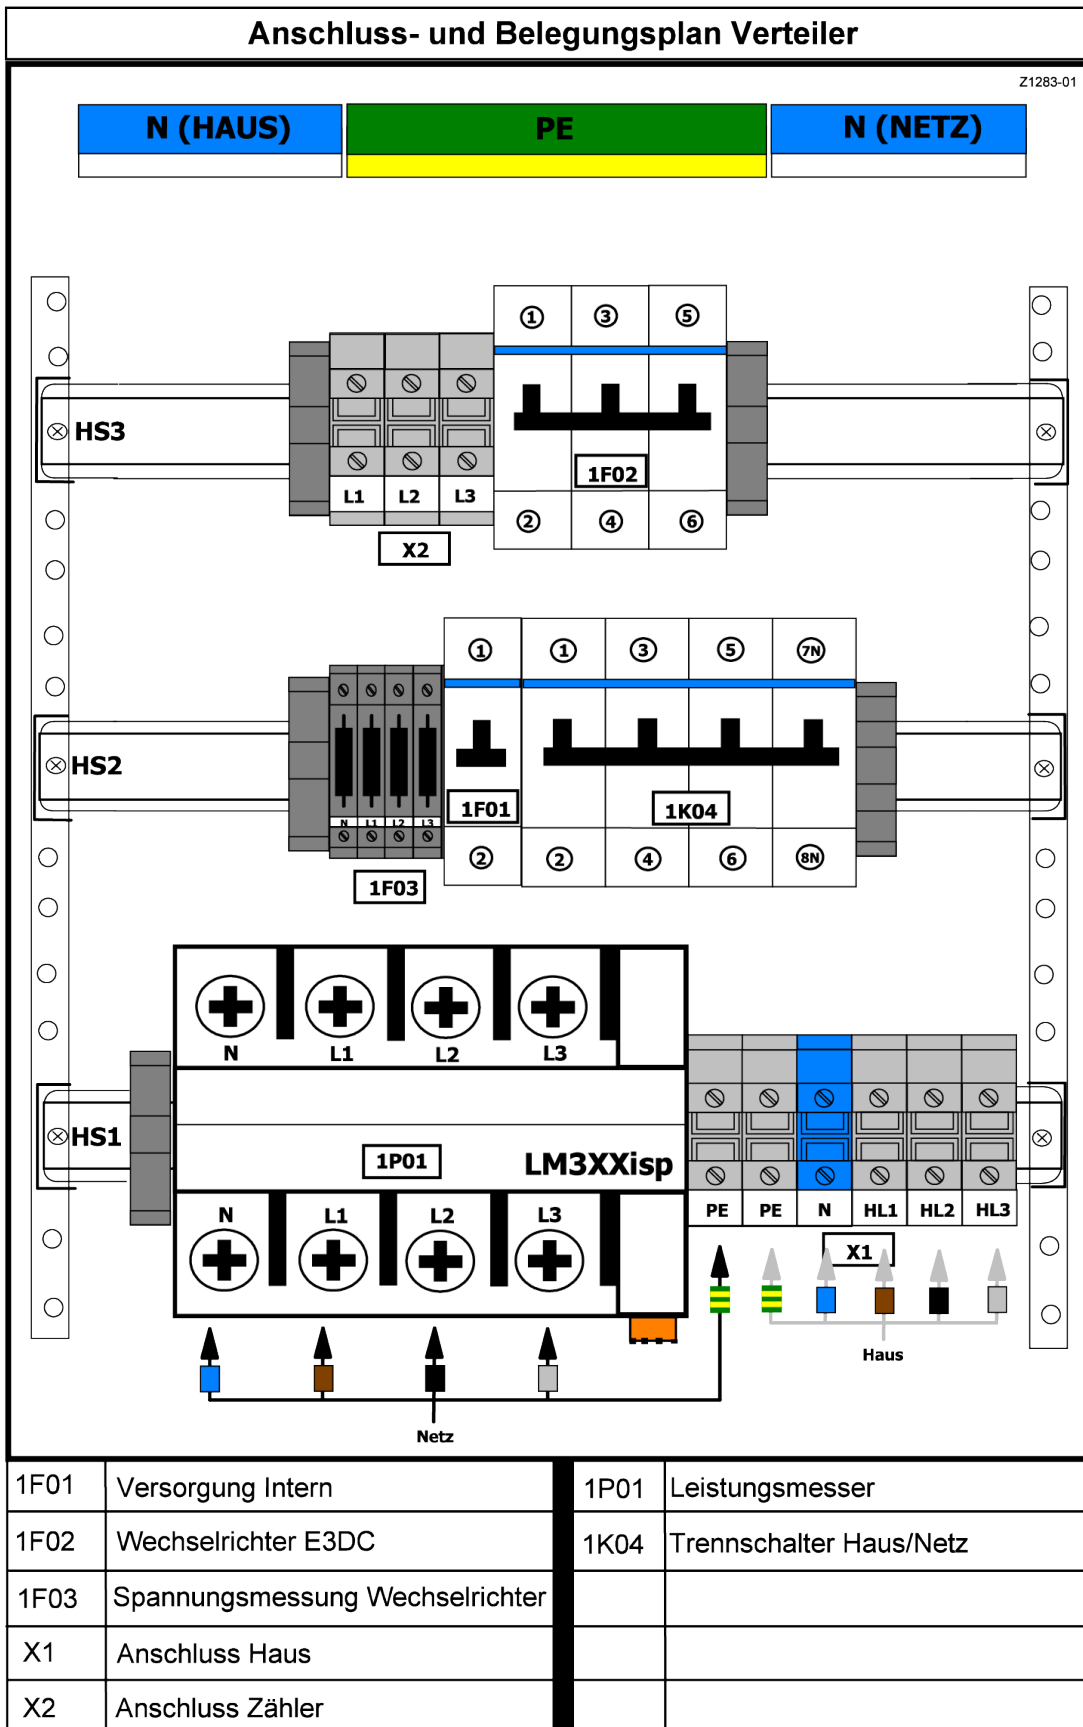 Anschluss- und Belegungsplan Verteiler
Z1283-01
N (HAUS) PE N (NETZ)
1 3 5
HS3
1F02
L1 L2 L3
2 4 6
X2
1 1 3 5 7N
HS2
1F01 1K04
N L1 L2 L3
2 2 4 6 8N
1F03
N L1 L2 L3
HS1
1P01 LM3XXisp
N L1 L2 L3
PE PE N HL1 HL2 HL3
X1
Haus
Netz
1F01 Versorgung Intern 1P01 Leistungsmesser
1F02 Wechselrichter E3DC 1K04 Trennschalter Haus/Netz
1F03 Spannungsmessung Wechselrichter
X1 Anschluss Haus
X2 Anschluss Zähler